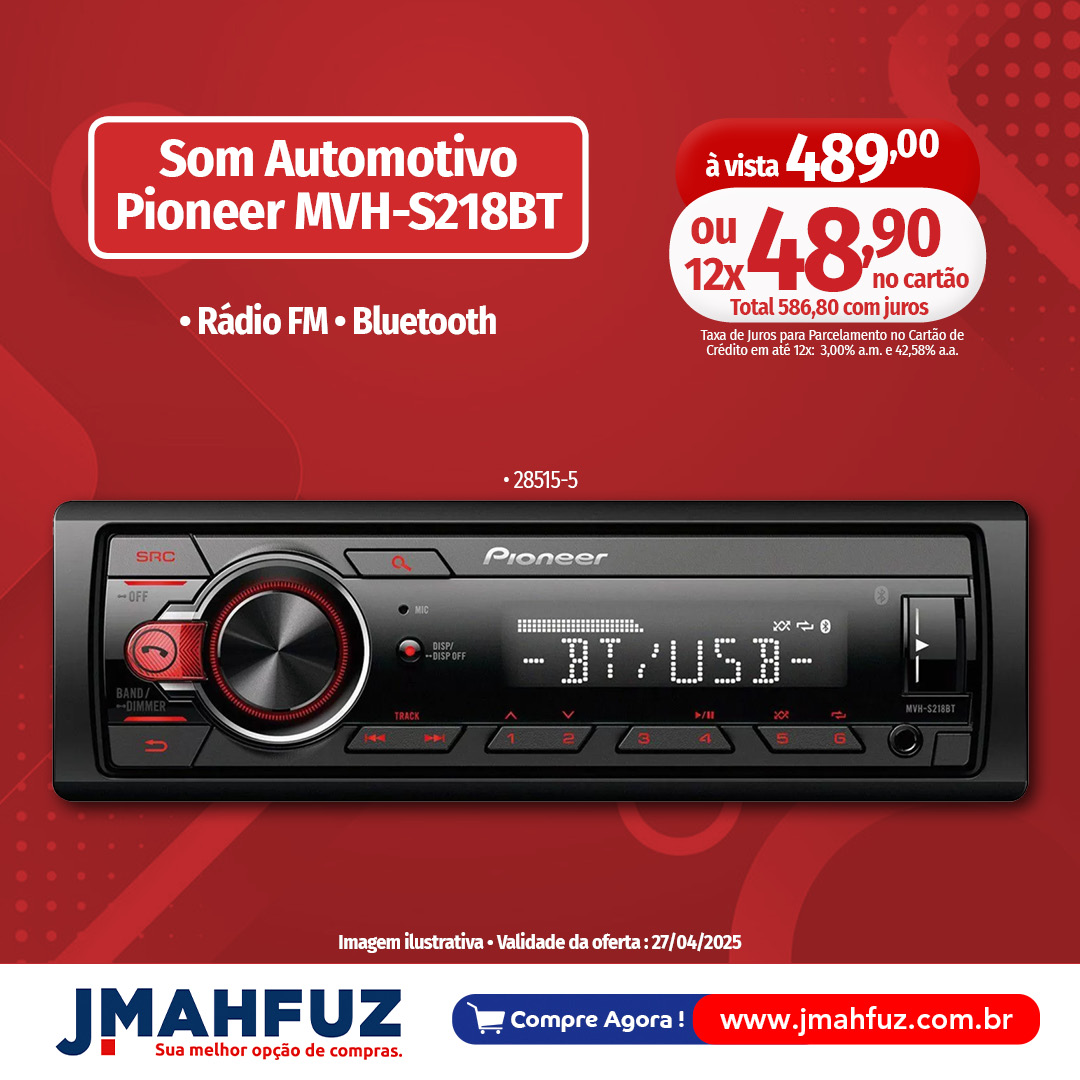 Som Automotivo
Pioneer MVH-S218BT
• Rádio FM • Bluetooth
à vista 489,00
ou 12x 48,90 no cartão
Total 586,80 com juros
Taxa de Juros para Parcelamento no Cartão de
Crédito em até 12x: 3,00% a.m. e 42,58% a.a.
• 28515-5
SRC
Pioneer
OFF
MIC
DISP/
DISP OFF
-BT/USB-
BAND/
DIMMER
MVH-S218BT
TRACK
1 2 3 4 5 6
Imagem ilustrativa • Validade da oferta : 27/04/2025
JMAHFUZ
Sua melhor opção de compras.
Compre Agora !
www.jmahfuz.com.br